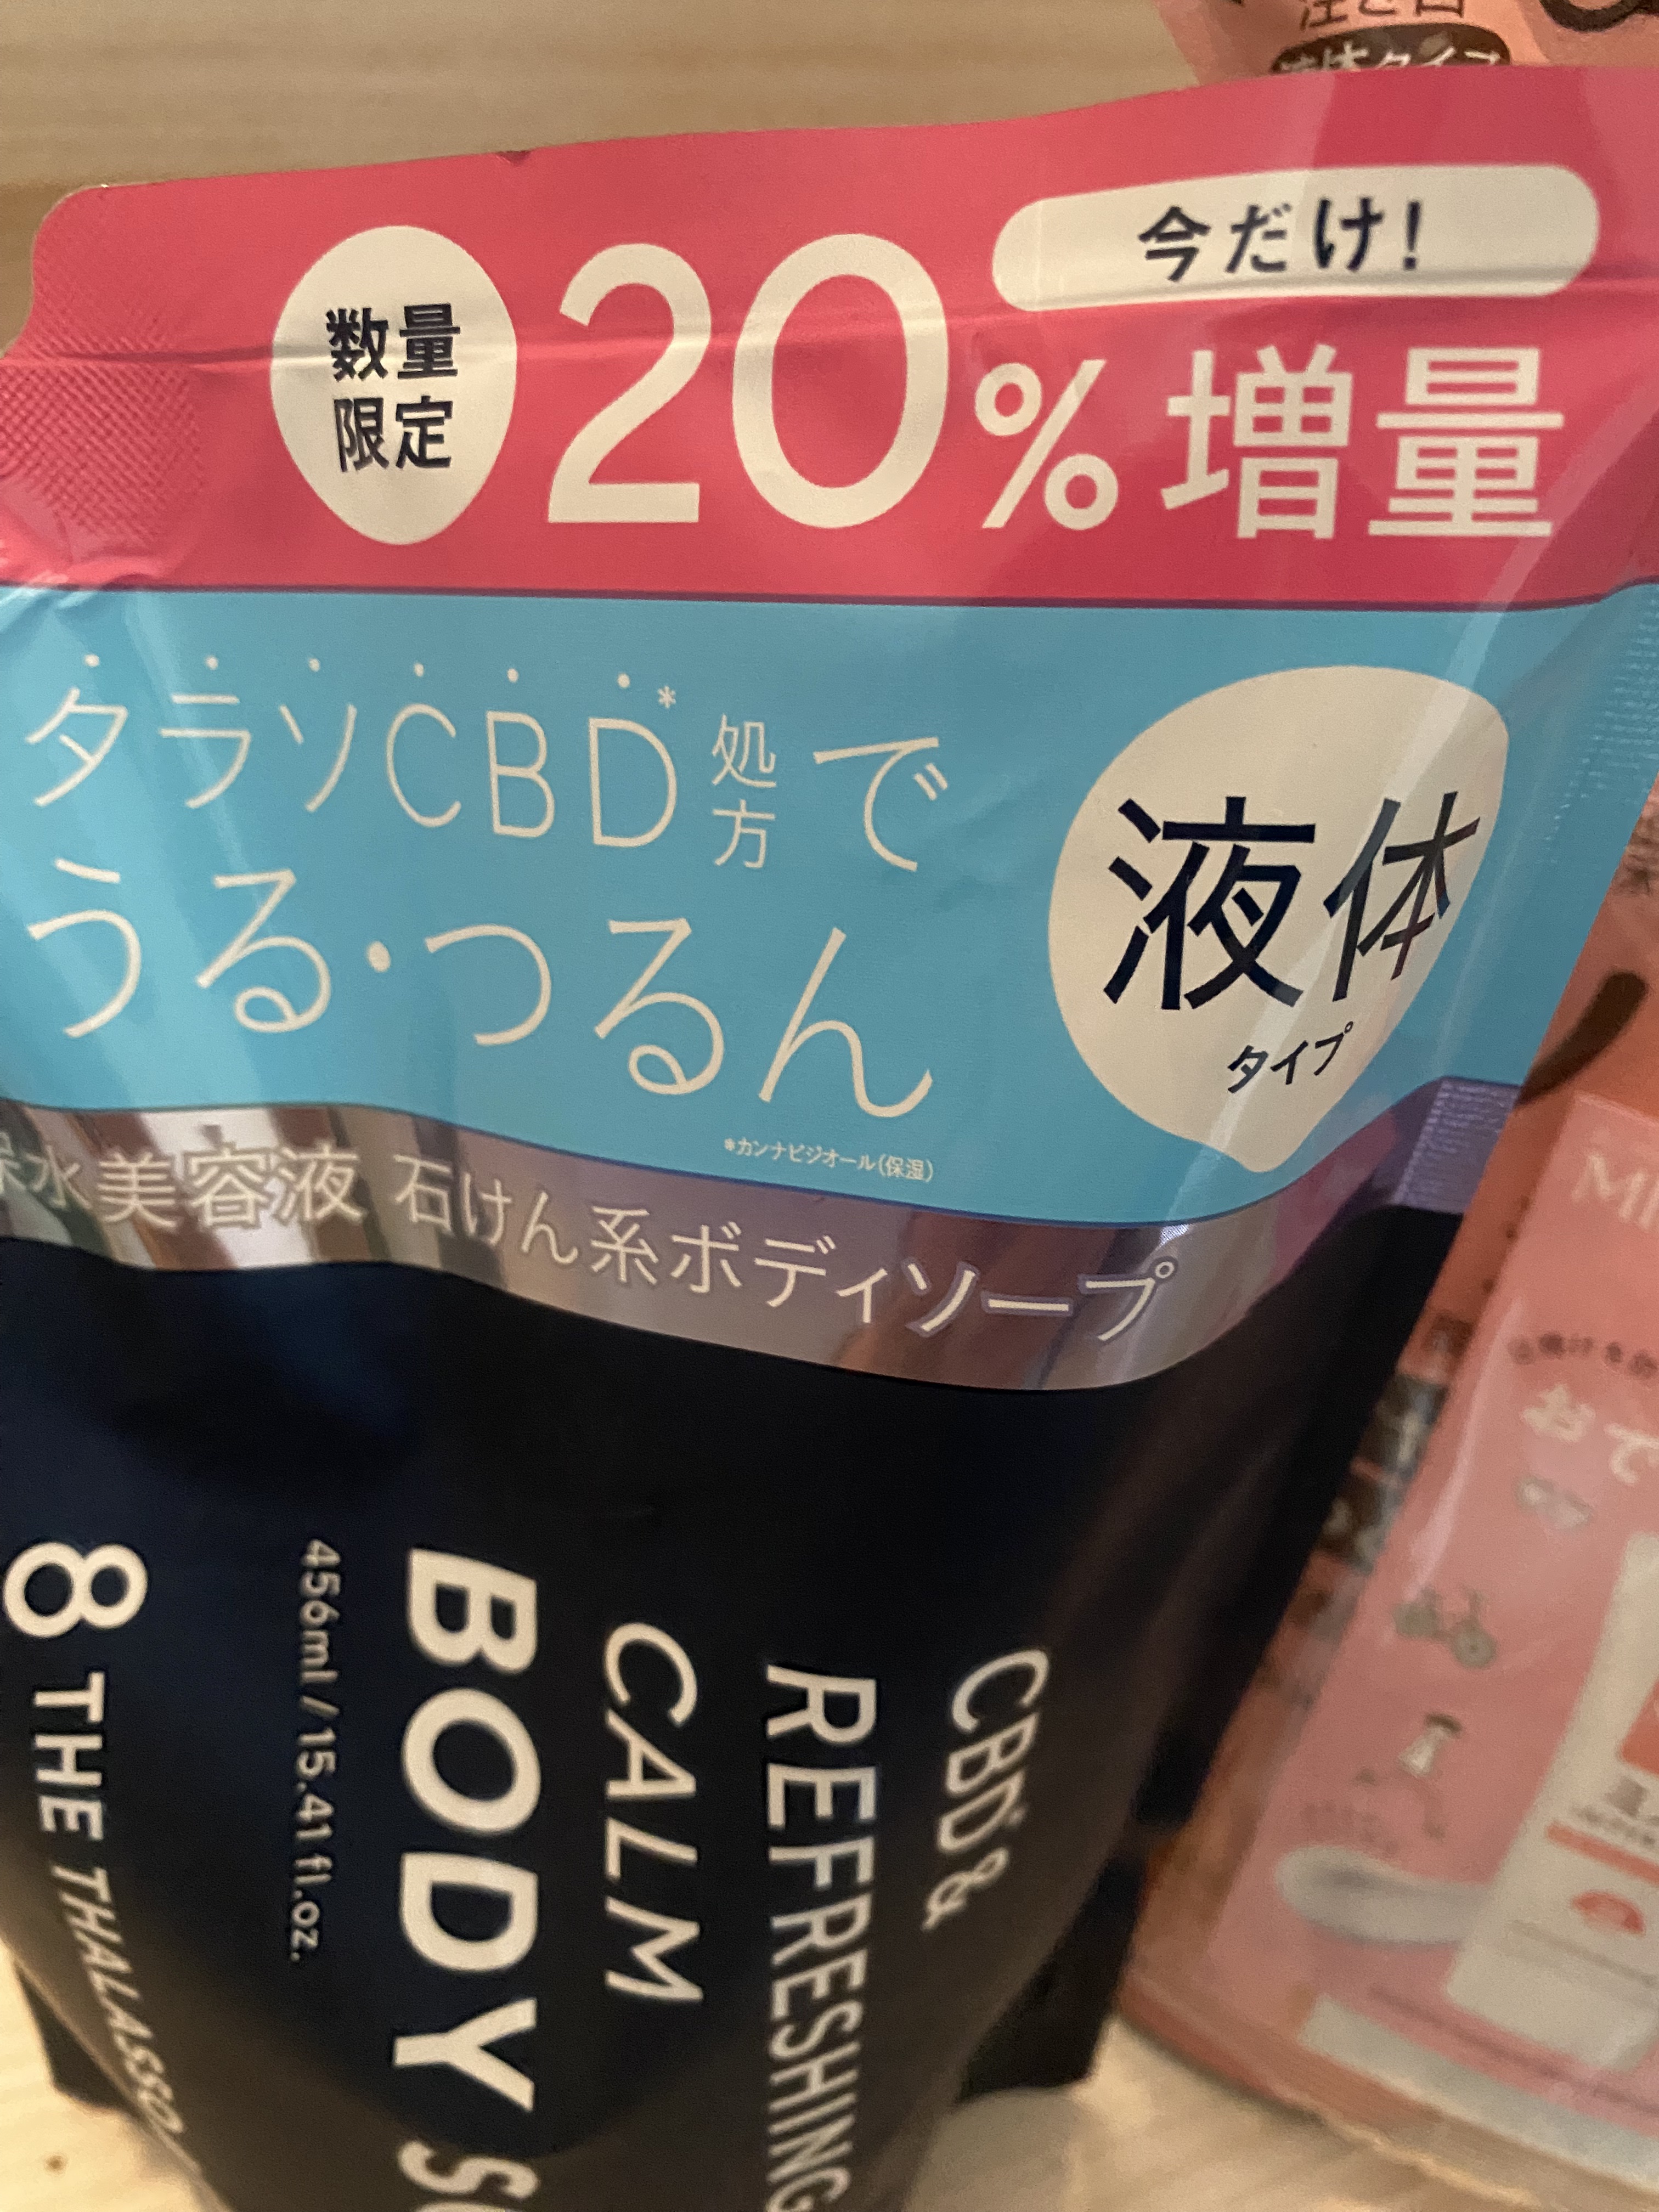 今だけ!
数量
限定
20%増量
タラソCBD*処方で
うる・つるん
液体
タイプ
*カンナビジオール(保湿)
保水美容液 石けん系ボディソープ
CBD &
REFRESHING
CALM
BODY
456ml / 15.41 fl.oz.
8 THE THALASSO